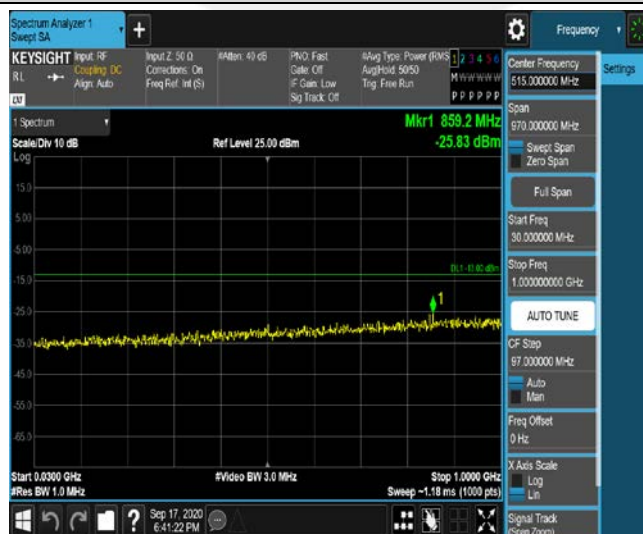 Spectrum Analyzer 1
Swept SA
Frequency
KEYSIGHT
RL
Input: RF
Coupling: DC
Align: Auto
Input Z: 50 Ω
Corrections: On
Freq Ref: Int (S)
#Atten: 40 dB
PNO: Fast
Gate: Off
IF Gain: Low
Sig Track: Off
#Avg Type: Power (RMS
Avg|Hold: 50/50
Trig: Free Run
1 2 3 4 5 6
M W W W W W
P P P P P P
1 Spectrum
Scale/Div 10 dB
Log
Ref Level 25.00 dBm
Mkr1 859.2 MHz
-25.83 dBm
15.0
5.00
-5.00
-15.0
-25.0
-35.0
-45.0
-55.0
-65.0
DL1 -13.00 dBm
1
Start 0.0300 GHz
#Res BW 1.0 MHz
#Video BW 3.0 MHz
Stop 1.0000 GHz
Sweep ~1.18 ms (1000 pts)
Sep 17, 2020
6:41:22 PM
Center Frequency
515.000000 MHz
Settings
Span
970.000000 MHz
Swept Span
Zero Span
Full Span
Start Freq
30.000000 MHz
Stop Freq
1.000000000 GHz
AUTO TUNE
CF Step
97.000000 MHz
Auto
Man
Freq Offset
0 Hz
X Axis Scale
Log
Lin
Signal Track
(Span Zoom)